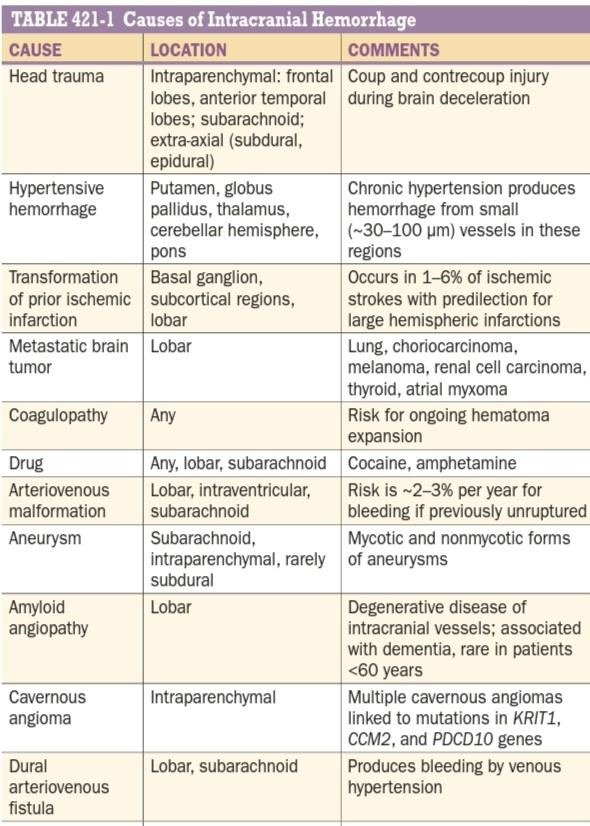 TABLE 421-1 Causes of Intracranial Hemorrhage
CAUSE LOCATION COMMENTS
Head trauma
Intraparenchymal: frontal
lobes, anterior temporal
lobes; subarachnoid;
extra-axial (subdural,
epidural)
Coup and contrecoup injury
during brain deceleration
Hypertensive
hemorrhage
Putamen, globus
pallidus, thalamus,
cerebellar hemisphere,
pons
Chronic hypertension produces
hemorrhage from small
(~30–100 μm) vessels in these
regions
Transformation
of prior ischemic
infarction
Basal ganglion,
subcortical regions,
lobar
Occurs in 1–6% of ischemic
strokes with predilection for
large hemispheric infarctions
Metastatic brain
tumor
Lobar
Lung, choriocarcinoma,
melanoma, renal cell carcinoma,
thyroid, atrial myxoma
Coagulopathy
Any
Risk for ongoing hematoma
expansion
Drug
Any, lobar, subarachnoid
Cocaine, amphetamine
Arteriovenous
malformation
Lobar, intraventricular,
subarachnoid
Risk is ~2–3% per year for
bleeding if previously unruptured
Aneurysm
Subarachnoid,
intraparenchymal, rarely
subdural
Mycotic and nonmycotic forms
of aneurysms
Amyloid
angiopathy
Lobar
Degenerative disease of
intracranial vessels; associated
with dementia, rare in patients
<60 years
Cavernous
angioma
Intraparenchymal
Multiple cavernous angiomas
linked to mutations in KRIT1,
CCM2, and PDCD10 genes
Dural
arteriovenous
fistula
Lobar, subarachnoid
Produces bleeding by venous
hypertension